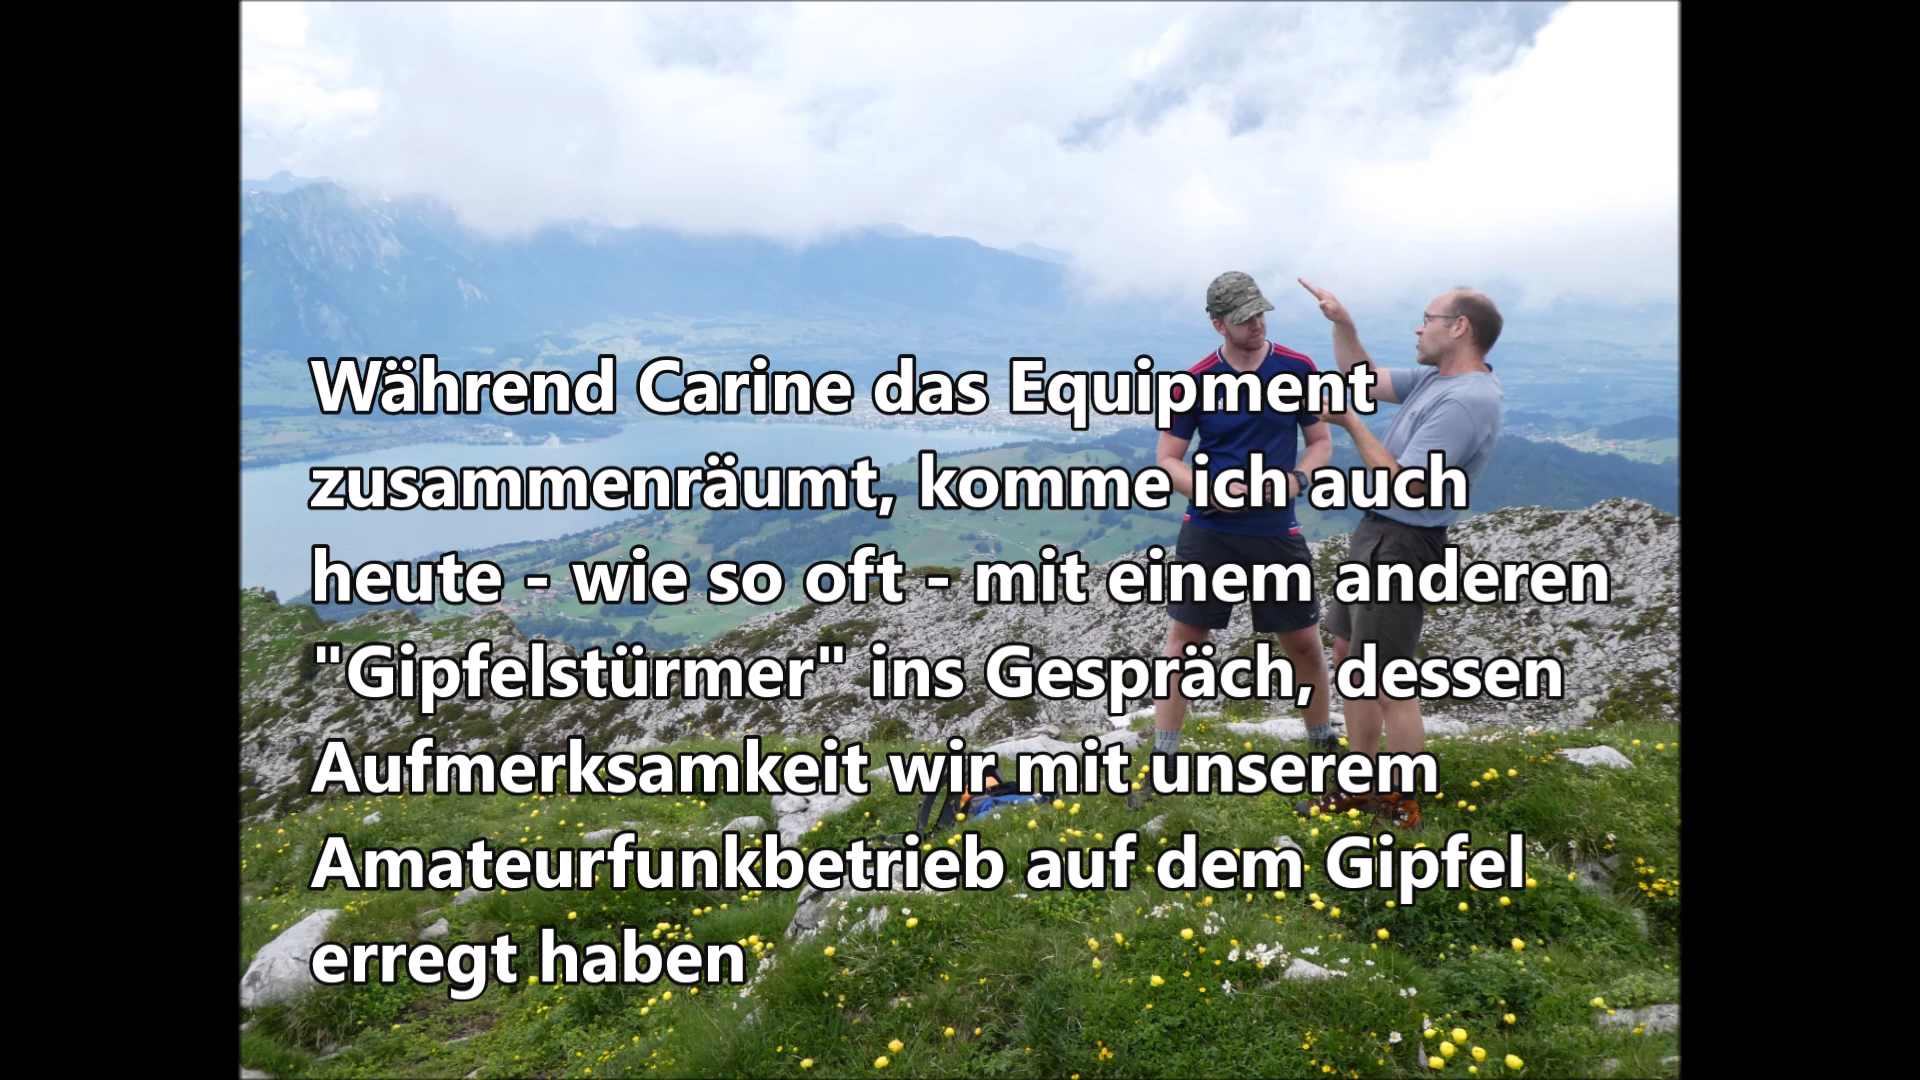 Während Carine das Equipment
zusammenräumt, komme ich auch
heute - wie so oft - mit einem anderen
"Gipfelstürmer" ins Gespräch, dessen
Aufmerksamkeit wir mit unserem
Amateurfunkbetrieb auf dem Gipfel
erregt haben